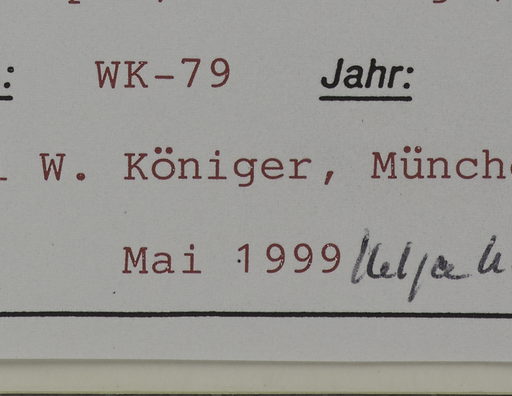 : WK-79 Jahr:
W. Königer, Münch
Mai 1999